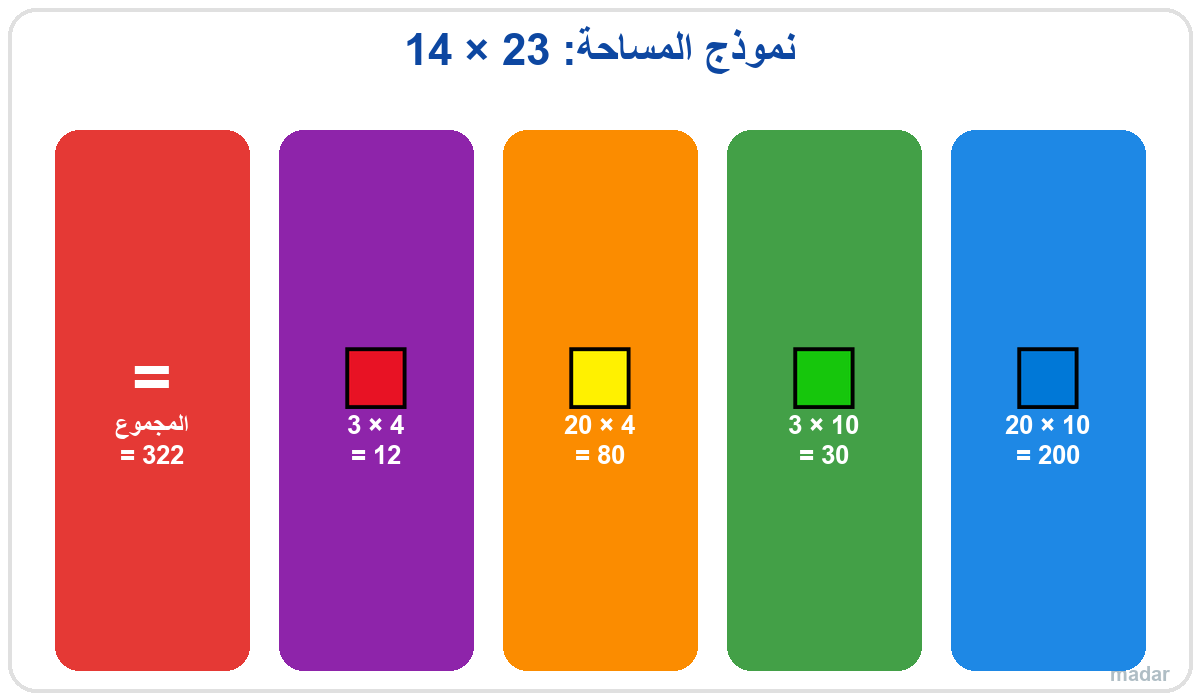 نموذج المساحة: 23 × 14
20 × 10
= 200
3 × 10
= 30
20 × 4
= 80
3 × 4
= 12
=
المجموع
= 322
madar